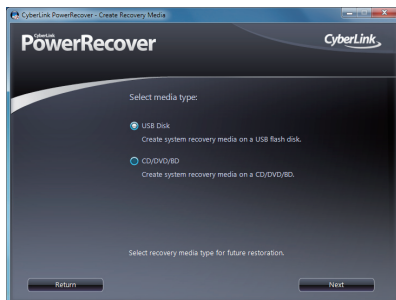 CyberLink PowerRecover - Create Recovery Media
CyberLink
PowerRecover
CyberLink
Select media type:
USB Disk
Create system recovery media on a USB flash disk.
CD/DVD/BD
Create system recovery media on a CD/DVD/BD.
Select recovery media type for future restoration.
Return
Next